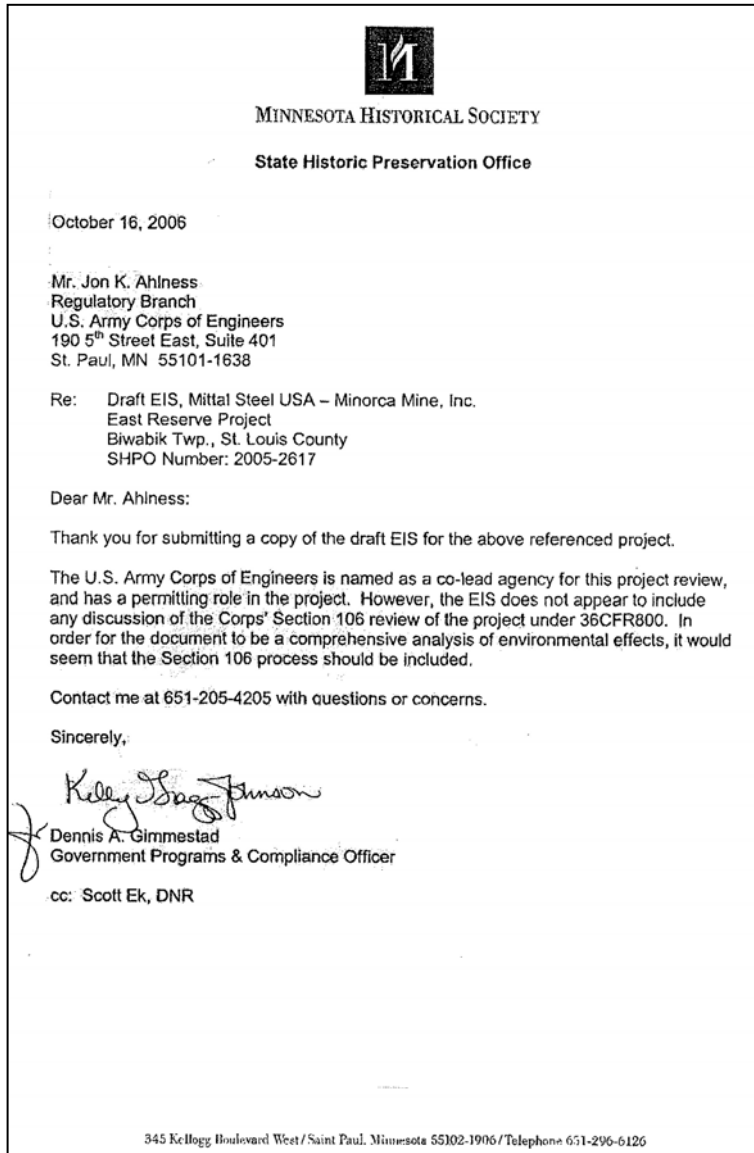 MINNESOTA HISTORICAL SOCIETY
State Historic Preservation Office
October 16, 2006
Mr. Jon K. Ahlness
Regulatory Branch
U.S. Army Corps of Engineers
190 5th Street East, Suite 401
St. Paul, MN 55101-1638
Re: Draft EIS, Mittal Steel USA – Minorca Mine, Inc.
East Reserve Project
Biwabik Twp., St. Louis County
SHPO Number: 2005-2617
Dear Mr. Ahlness:
Thank you for submitting a copy of the draft EIS for the above referenced project.
The U.S. Army Corps of Engineers is named as a co-lead agency for this project review,
and has a permitting role in the project. However, the EIS does not appear to include
any discussion of the Corps' Section 106 review of the project under 36CFR800. In
order for the document to be a comprehensive analysis of environmental effects, it would
seem that the Section 106 process should be included.
Contact me at 651-205-4205 with questions or concerns.
Sincerely,
Kelly Johnson
Dennis A. Gimmestad
Government Programs & Compliance Officer
cc: Scott Ek, DNR
345 Kellogg Boulevard West / Saint Paul, Minnesota 55102-1906 / Telephone 651-296-6126